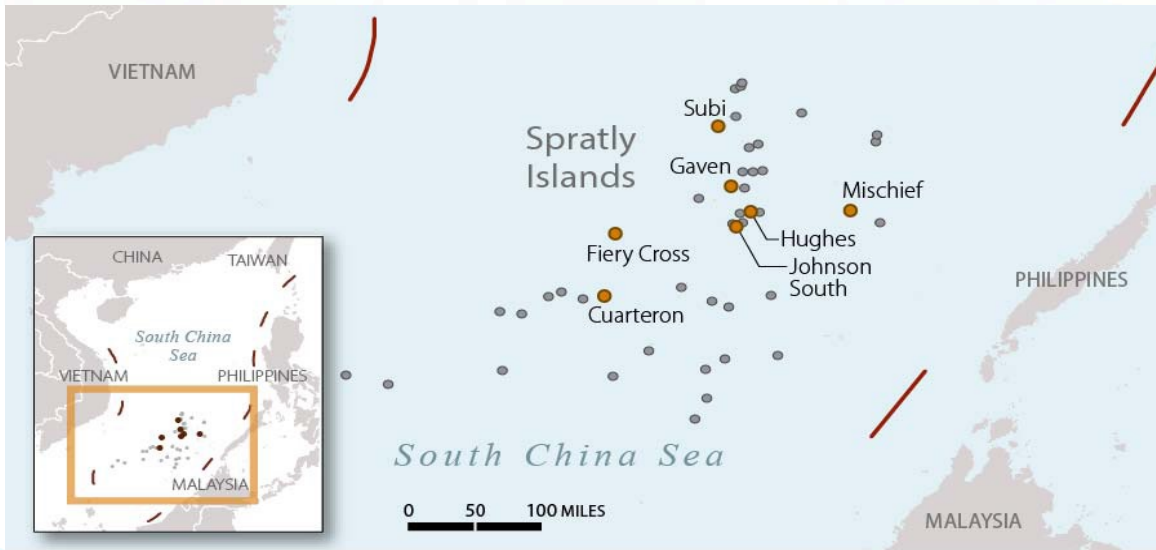 VIETNAM
Subi
Spratly
Islands
Gaven
Mischief
Hughes
Fiery Cross
Johnson
South
PHILIPPINES
Cuarteron
CHINA
TAIWAN
South China
Sea
VIETNAM
PHILIPPINES
MALAYSIA
South China Sea
0 50 100 MILES
MALAYSIA